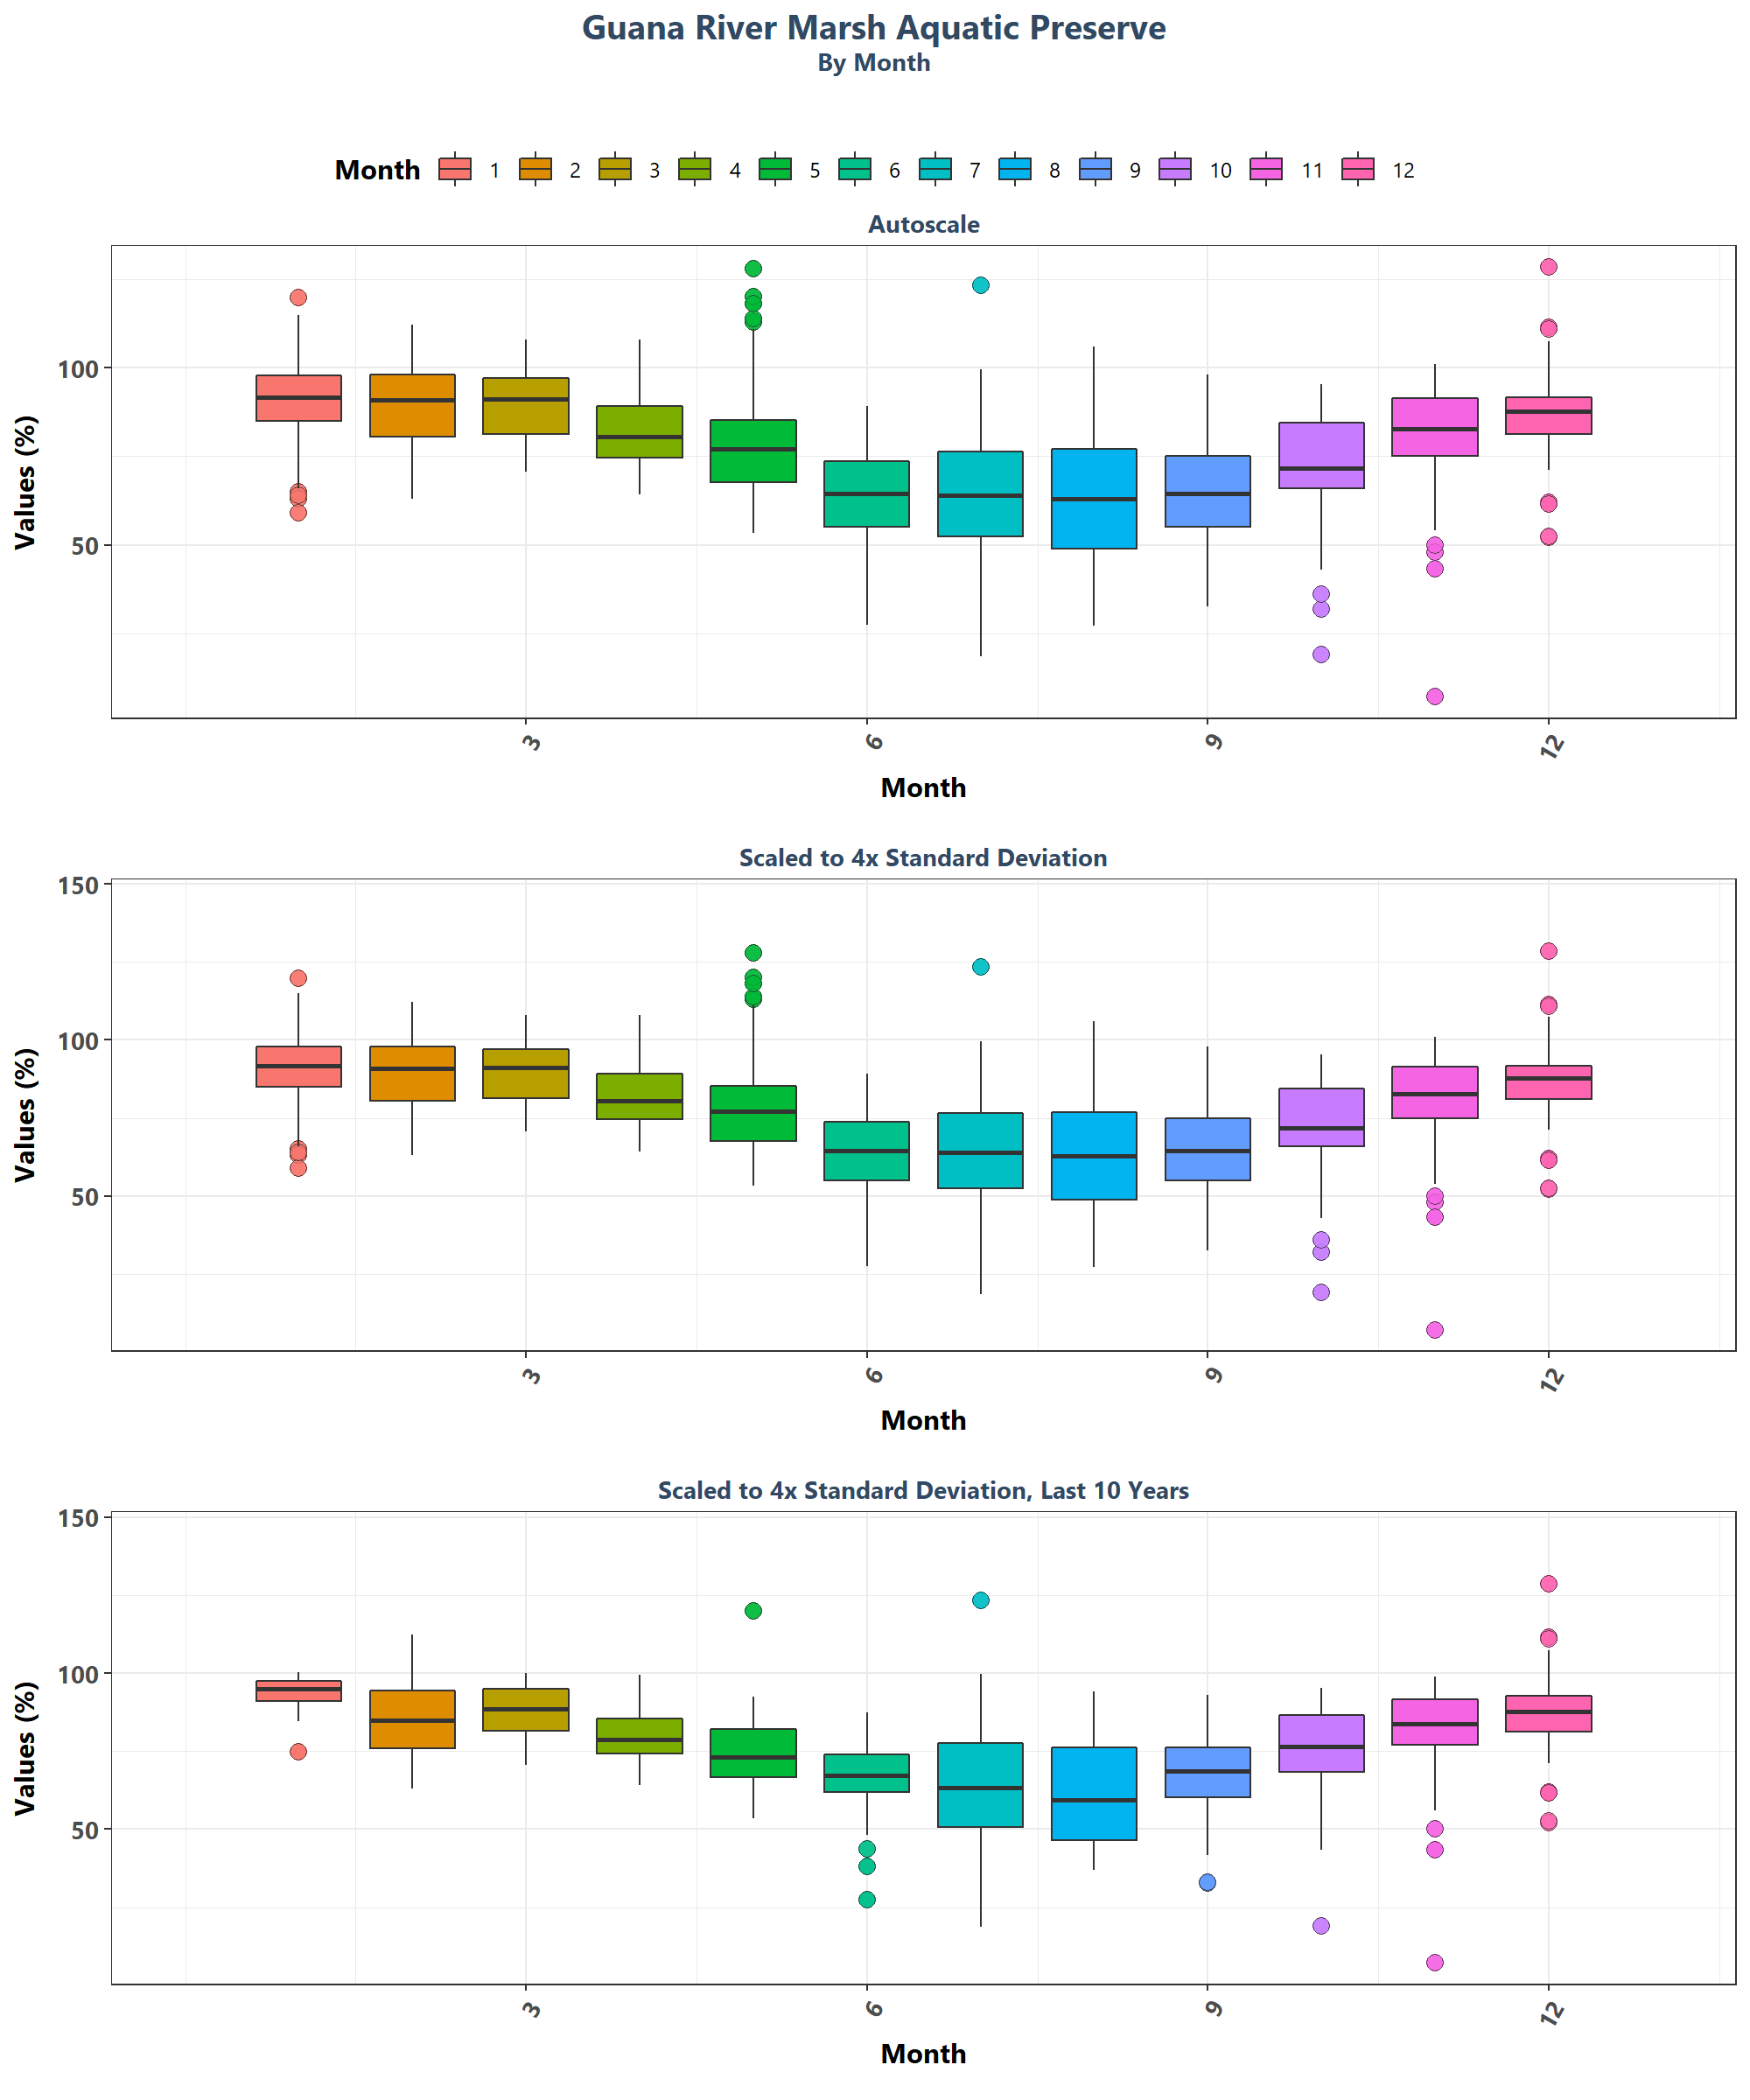 Guana River Marsh Aquatic Preserve
By Month
Month 1 2 3 4 5 6 7 8 9 10 11 12
Autoscale
Values (%)
100
50
3 6 9 12
Month
Scaled to 4x Standard Deviation
Values (%)
150
100
50
3 6 9 12
Month
Scaled to 4x Standard Deviation, Last 10 Years
Values (%)
150
100
50
3 6 9 12
Month